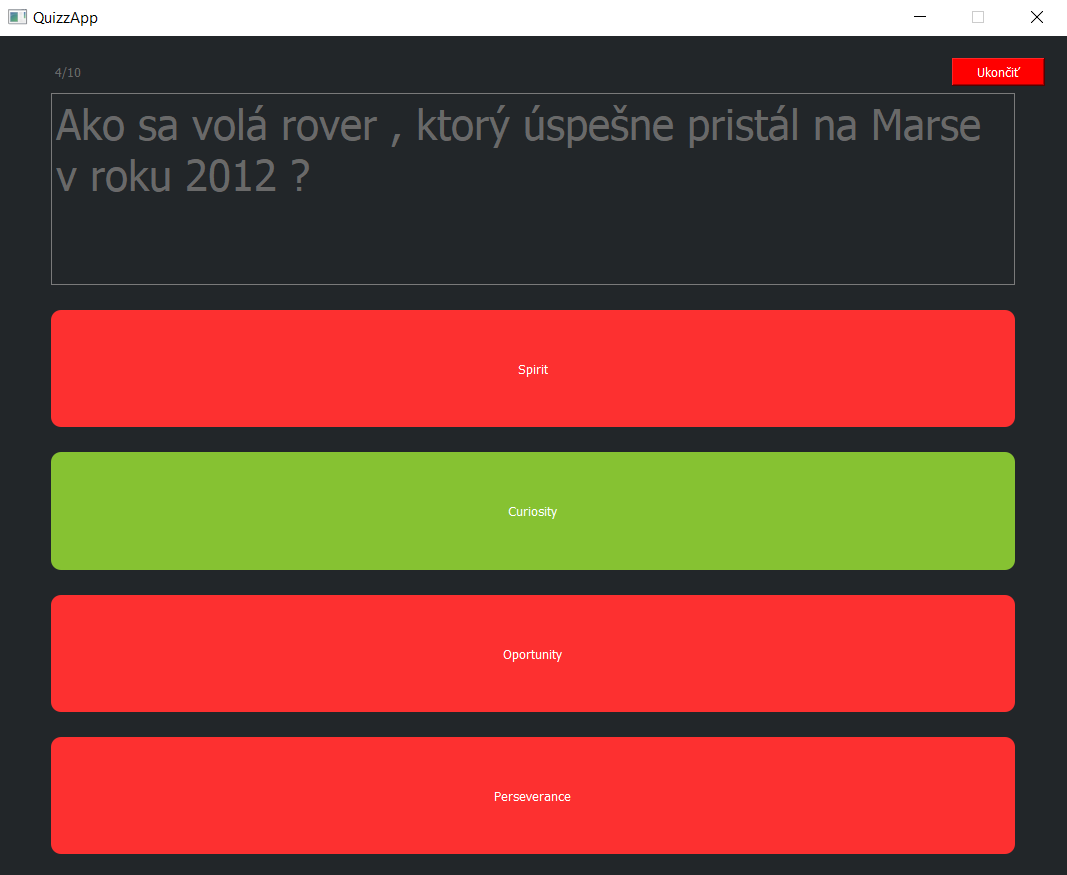 QuizzApp
4/10
Ukončiť
Ako sa volá rover , ktorý úspešne pristál na Marse
v roku 2012 ?
Spirit
Curiosity
Oportunity
Perseverance